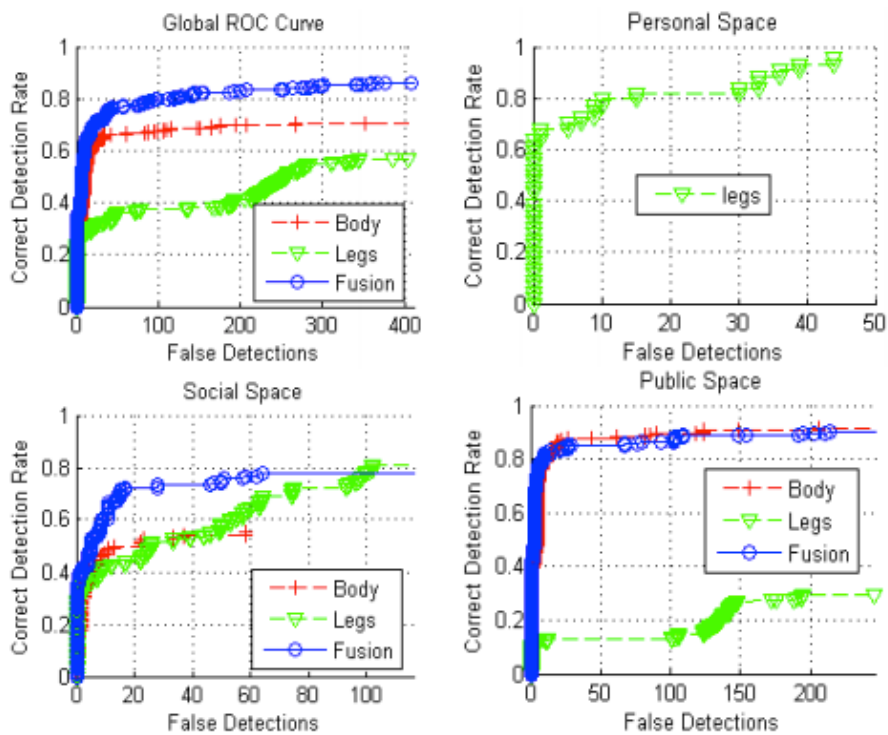 Global ROC Curve
Correct Detection Rate
1
0.8
0.6
0.4
0.2
0
0
100
200
300
400
False Detections
Body
Legs
Fusion
Personal Space
Correct Detection Rate
1
0.8
0.6
0.4
0.2
0
0
10
20
30
40
50
False Detections
legs
Social Space
Correct Detection Rate
1
0.8
0.6
0.4
0.2
0
0
20
40
60
80
100
False Detections
Body
Legs
Fusion
Public Space
Correct Detection Rate
1
0.8
0.6
0.4
0.2
0
0
50
100
150
200
False Detections
Body
Legs
Fusion